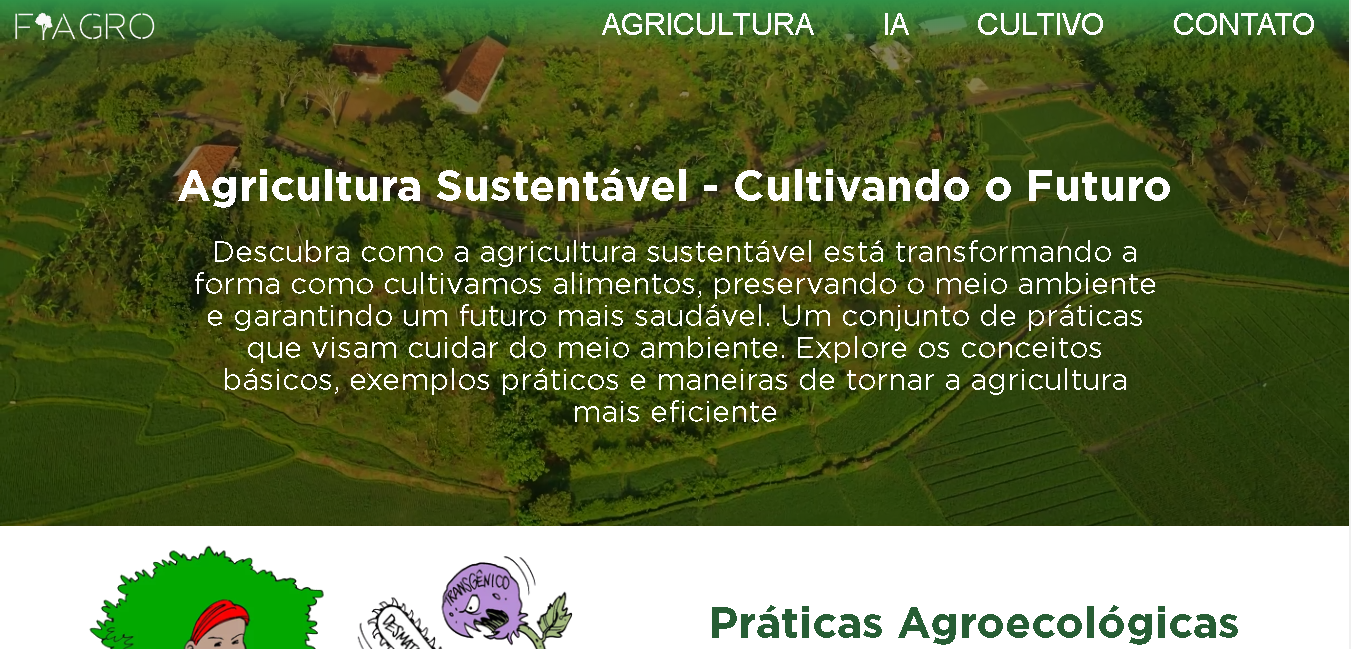 FIAGRO
AGRICULTURA IA CULTIVO CONTATO
Agricultura Sustentável - Cultivando o Futuro
Descubra como a agricultura sustentável está transformando a
forma como cultivamos alimentos, preservando o meio ambiente
e garantindo um futuro mais saudável. Um conjunto de práticas
que visam cuidar do meio ambiente. Explore os conceitos
básicos, exemplos práticos e maneiras de tornar a agricultura
mais eficiente
TRANSGÊNICO
Práticas Agroecológicas